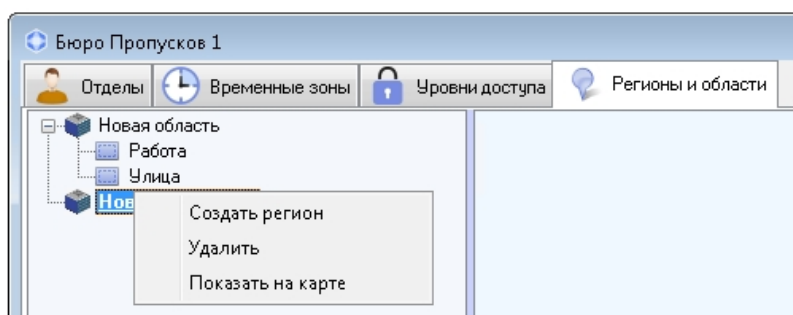 Бюро Пропусков 1
Отделы Временные зоны Уровни доступа Регионы и области
Новая область
Работа
Улица
Создать регион
Удалить
Показать на карте